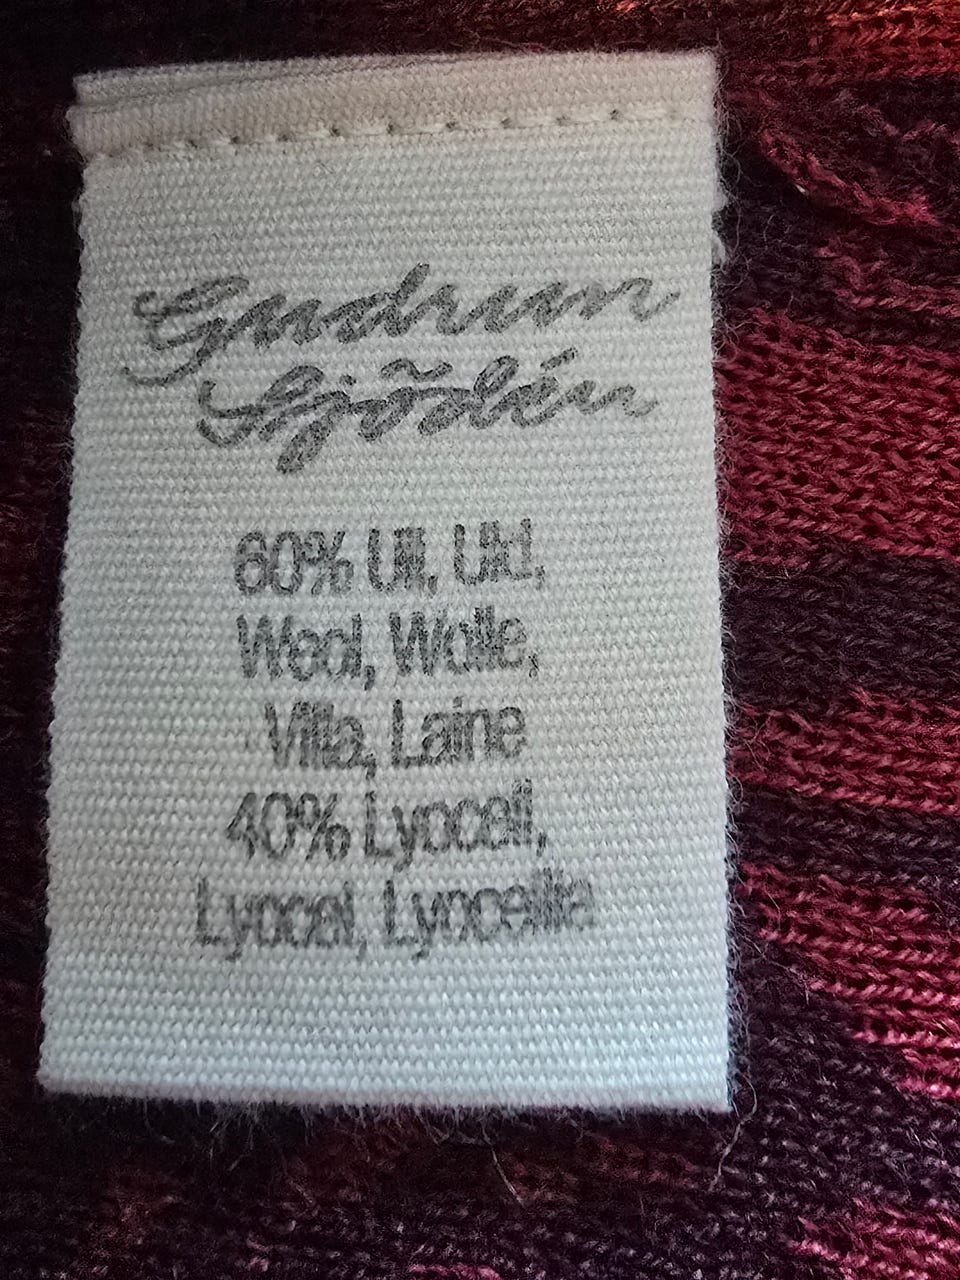 Gudrun
Sjödén
60% Ull, Uld,
Wool, Wolle,
Villa, Laine
40% Lyocell,
Lyocel, Lyocellia